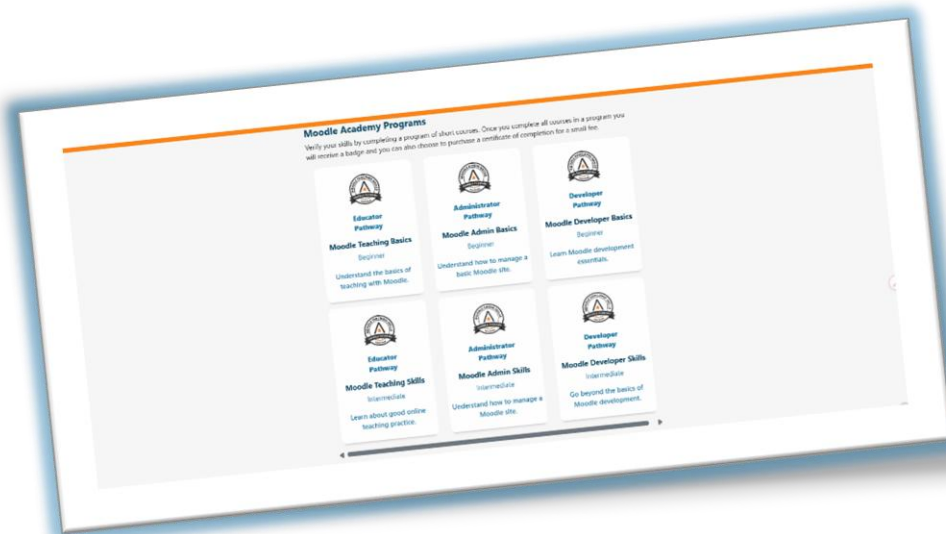 Moodle Academy Programs
Verify your skills by completing a program of short courses. Once you complete all courses in a program you
will receive a badge and you can also choose to purchase a certificate of completion for a small fee.
Educator
Pathway
Moodle Teaching Basics
Beginner
Understand the basics of
teaching with Moodle.
Administrator
Pathway
Moodle Admin Basics
Beginner
Understand how to manage a
basic Moodle site.
Developer
Pathway
Moodle Developer Basics
Beginner
Learn Moodle development
essentials.
Educator
Pathway
Moodle Teaching Skills
Intermediate
Learn about good online
teaching practice.
Administrator
Pathway
Moodle Admin Skills
Intermediate
Understand how to manage a
Moodle site.
Developer
Pathway
Moodle Developer Skills
Intermediate
Go beyond the basics of
Moodle development.